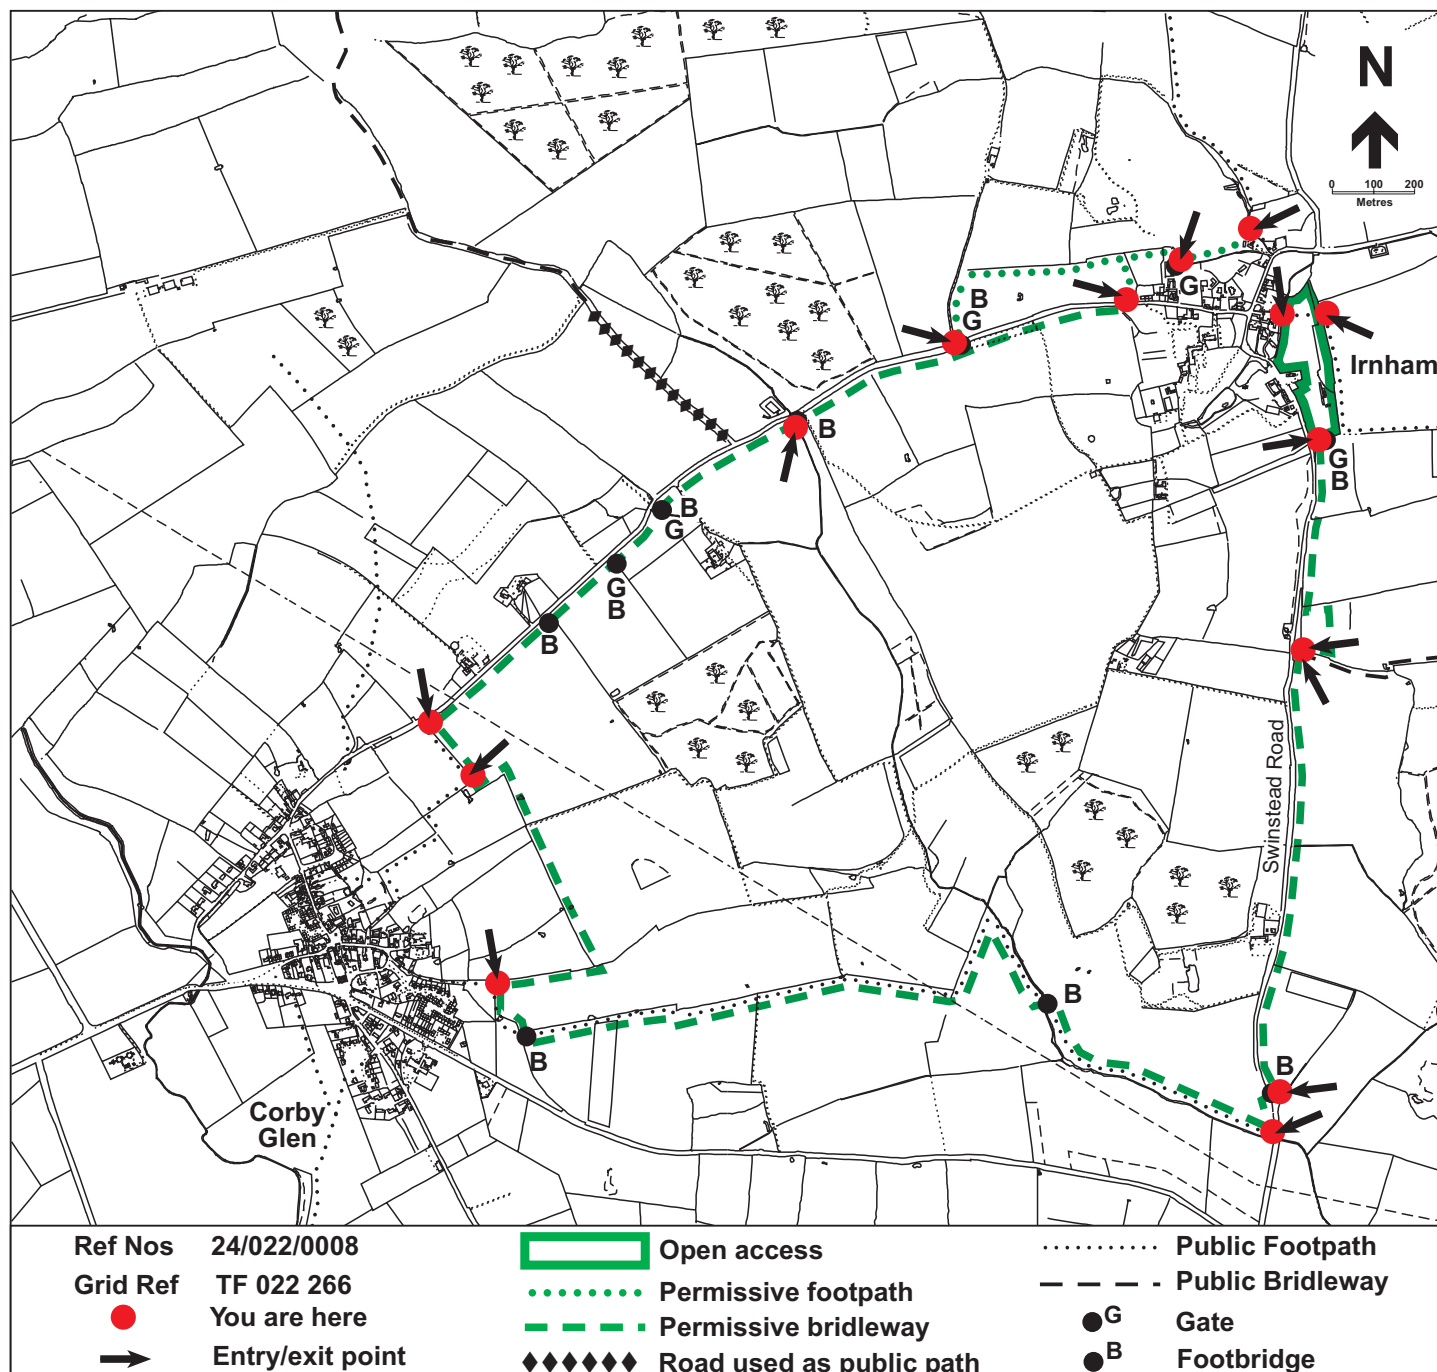 N
0 100 200
Metres
B
G
G
Irnham
B
G
B
B
G
G
B
B
Swinstead Road
B
B
B
Corby
Glen
Ref Nos 24/022/0008
Grid Ref TF 022 266
You are here
Entry/exit point
Open access
Permissive footpath
Permissive bridleway
Road used as public path
Public Footpath
Public Bridleway
G Gate
B Footbridge